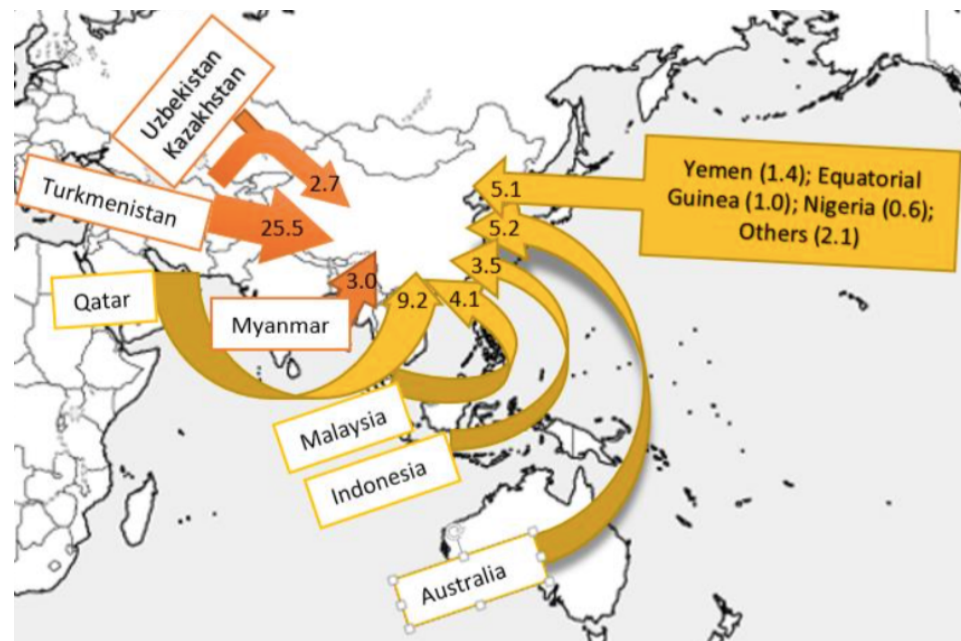 Uzbekistan
Kazakhstan
2.7
Turkmenistan
25.5
Yemen (1.4); Equatorial
Guinea (1.0); Nigeria (0.6);
Others (2.1)
5.1
5.2
3.5
3.0
9.2
4.1
Qatar
Myanmar
Malaysia
Indonesia
Australia